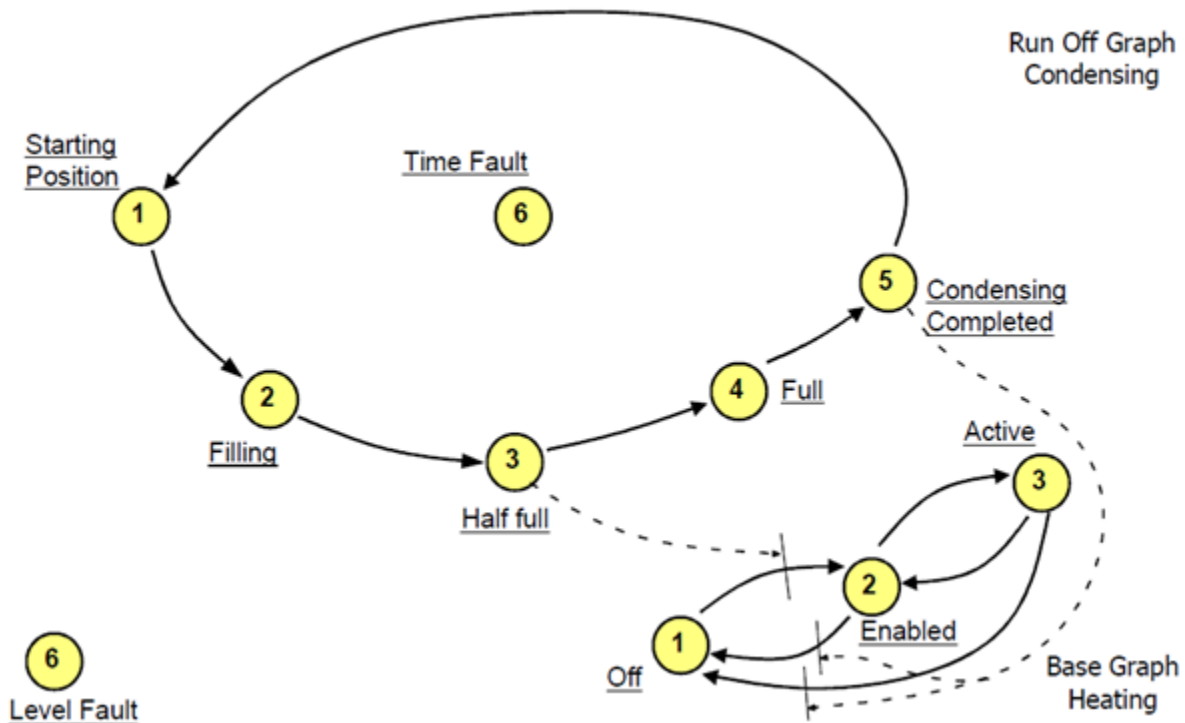 Run Off Graph
Condensing
Starting
Position
Time Fault
1
6
5
Condensing
Completed
4
Full
2
Filling
3
Half full
Active
3
2
Enabled
1
Off
6
Level Fault
Base Graph
Heating